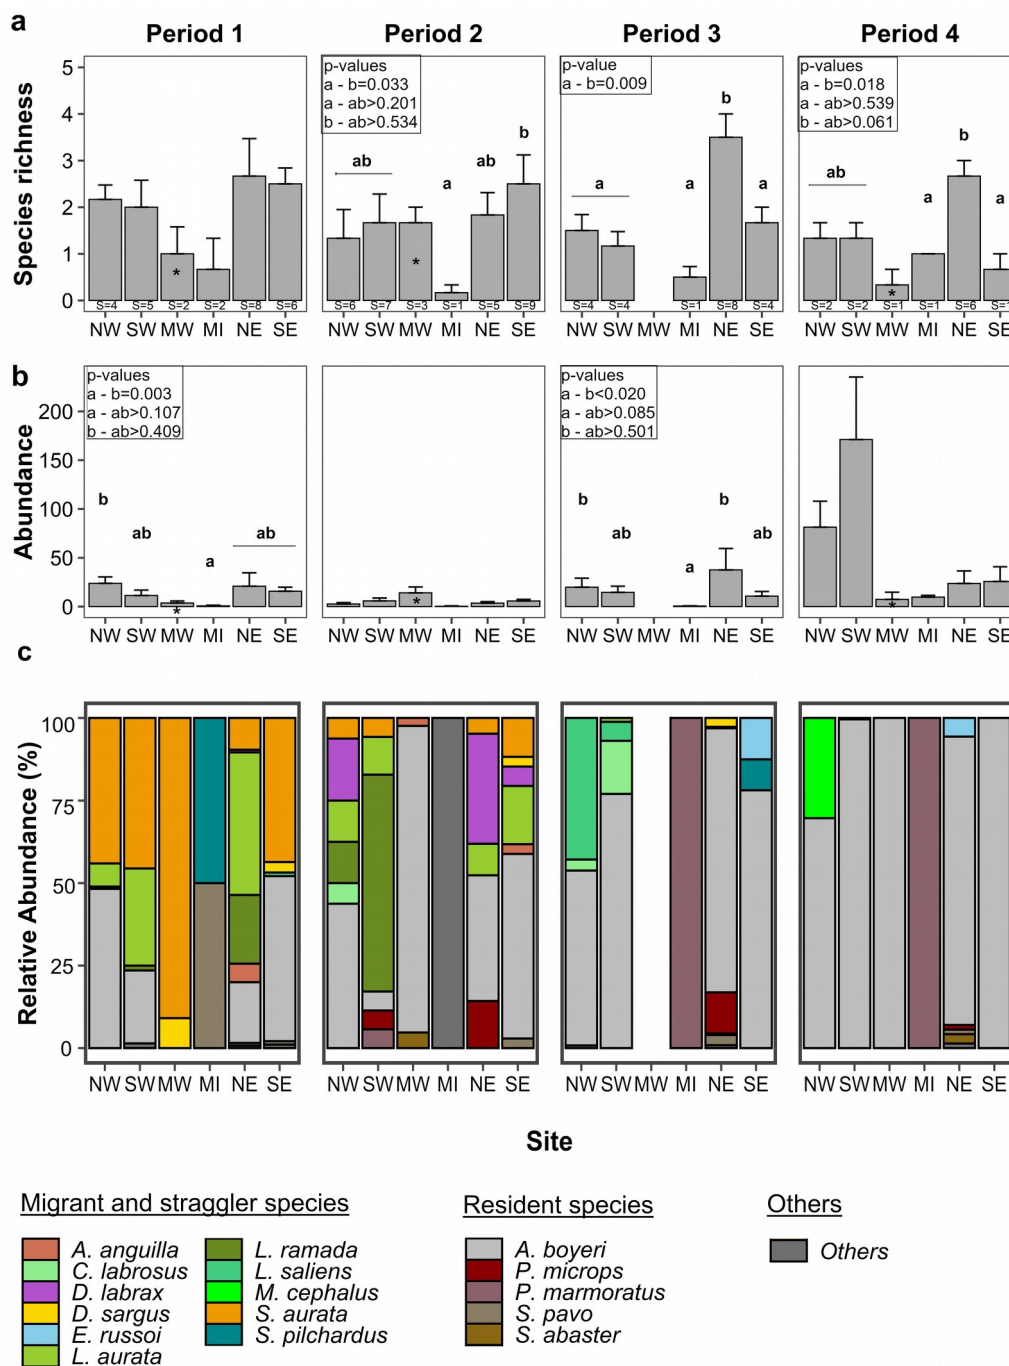 a
Period 1 Period 2 Period 3 Period 4
Species richness
5
4
3
2
1
0
p-values
a - b=0.033
a - ab>0.201
b - ab>0.534
p-value
a - b=0.009
p-values
a - b=0.018
a - ab>0.539
b - ab>0.061
ab a ab b
a a b a
ab a b a
* * *
S=4 S=5 S=2 S=2 S=8 S=6
S=6 S=7 S=3 S=1 S=5 S=9
S=4 S=4 S=1 S=8 S=4
S=2 S=2 S=1 S=1 S=6
NW SW MW MI NE SE
NW SW MW MI NE SE
NW SW MW MI NE SE
NW SW MW MI NE SE
b
Abundance
200
150
100
50
0
p-values
a - b=0.003
a - ab>0.107
b - ab>0.409
p-values
a - b<0.020
a - ab>0.085
b - ab>0.501
b ab a ab
b ab a b ab
* * *
NW SW MW MI NE SE
NW SW MW MI NE SE
NW SW MW MI NE SE
NW SW MW MI NE SE
c
Relative Abundance (%)
100
75
50
25
0
NW SW MW MI NE SE
NW SW MW MI NE SE
NW SW MW MI NE SE
NW SW MW MI NE SE
Site
Migrant and straggler species
A. anguilla
C. labrosus
D. labrax
D. sargus
E. russoi
L. aurata
L. ramada
L. saliens
M. cephalus
S. aurata
S. pilchardus
Resident species
A. boyeri
P. microps
P. marmoratus
S. pavo
S. abaster
Others
Others